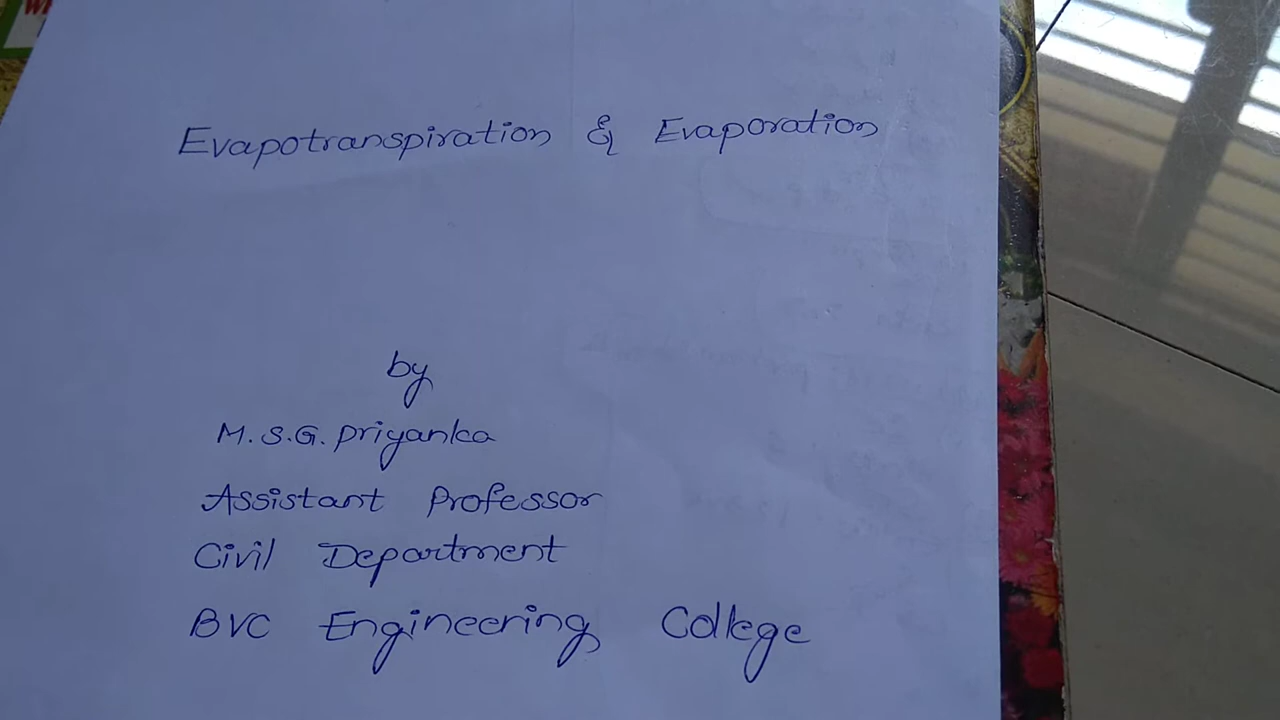 Evapotranspiration & Evaporation
by
M.S.G. Priyanka
Assistant Professor
Civil Department
BVC Engineering College